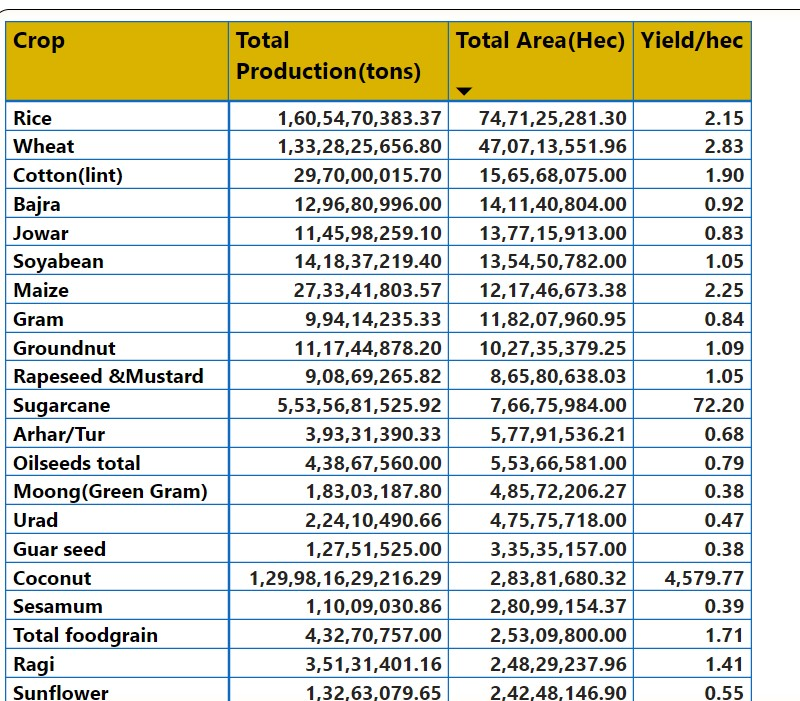 Crop Total Production(tons) Total Area(Hec) Yield/hec
Rice 1,60,54,70,383.37 74,71,25,281.30 2.15
Wheat 1,33,28,25,656.80 47,07,13,551.96 2.83
Cotton(lint) 29,70,00,015.70 15,65,68,075.00 1.90
Bajra 12,96,80,996.00 14,11,40,804.00 0.92
Jowar 11,45,98,259.10 13,77,15,913.00 0.83
Soyabean 14,18,37,219.40 13,54,50,782.00 1.05
Maize 27,33,41,803.57 12,17,46,673.38 2.25
Gram 9,94,14,235.33 11,82,07,960.95 0.84
Groundnut 11,17,44,878.20 10,27,35,379.25 1.09
Rapeseed &Mustard 9,08,69,265.82 8,65,80,638.03 1.05
Sugarcane 5,53,56,81,525.92 7,66,75,984.00 72.20
Arhar/Tur 3,93,31,390.33 5,77,91,536.21 0.68
Oilseeds total 4,38,67,560.00 5,53,66,581.00 0.79
Moong(Green Gram) 1,83,03,187.80 4,85,72,206.27 0.38
Urad 2,24,10,490.66 4,75,75,718.00 0.47
Guar seed 1,27,51,525.00 3,35,35,157.00 0.38
Coconut 1,29,98,16,29,216.29 2,83,81,680.32 4,579.77
Sesamum 1,10,09,030.86 2,80,99,154.37 0.39
Total foodgrain 4,32,70,757.00 2,53,09,800.00 1.71
Ragi 3,51,31,401.16 2,48,29,237.96 1.41
Sunflower 1,32,63,079.65 2,42,48,146.90 0.55